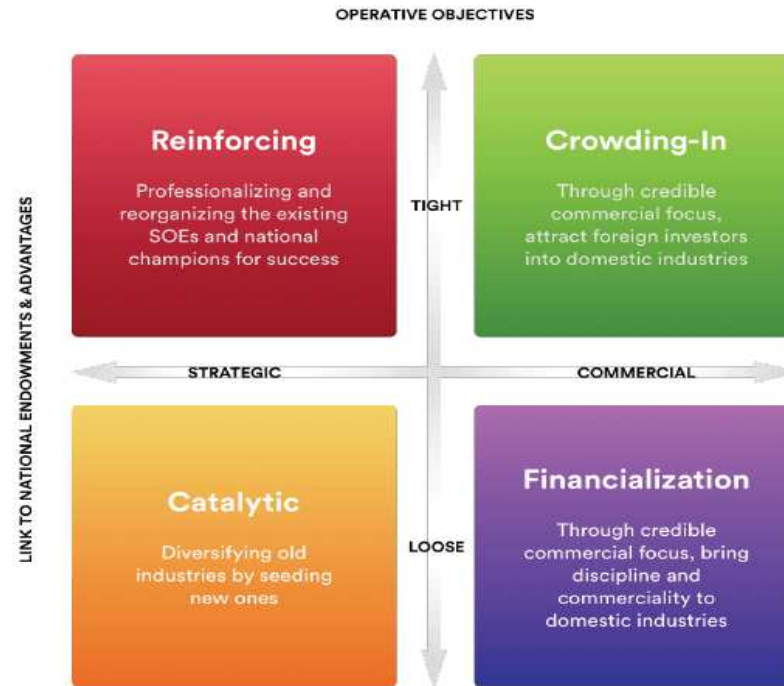 OPERATIVE OBJECTIVES
LINK TO NATIONAL ENDOWMENTS & ADVANTAGES
Reinforcing
Professionalizing and
reorganizing the existing
SOEs and national
champions for success
TIGHT
Crowding-In
Through credible
commercial focus,
attract foreign investors
into domestic industries
STRATEGIC
COMMERCIAL
Catalytic
Diversifying old
industries by seeding
new ones
LOOSE
Financialization
Through credible
commercial focus, bring
discipline and
commerciality to
domestic industries